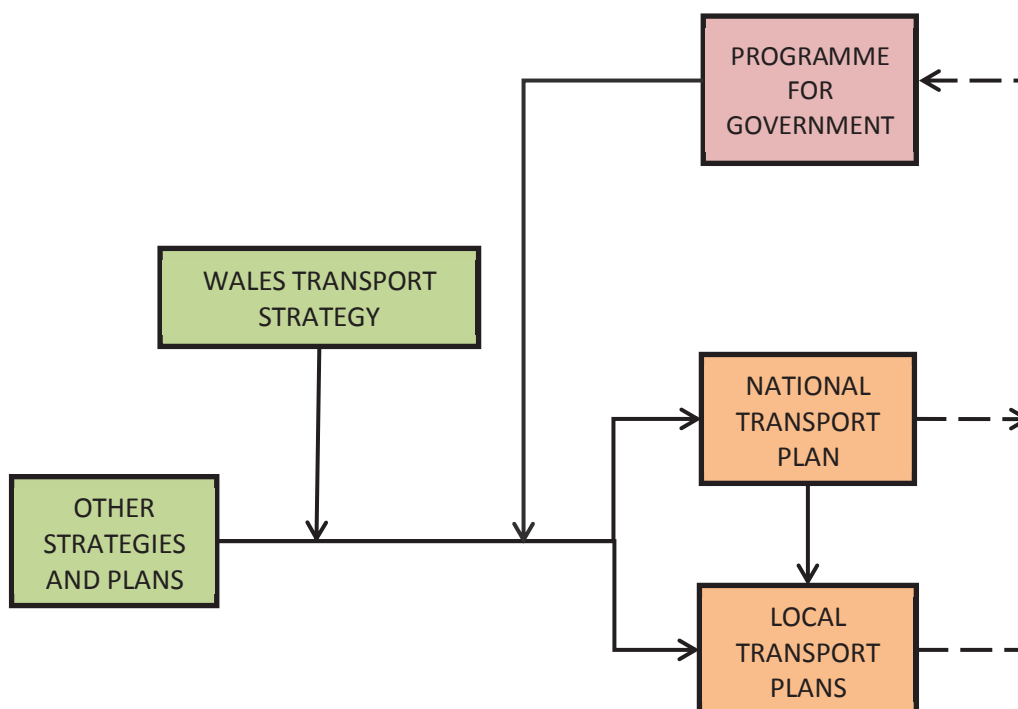 PROGRAMME
FOR
GOVERNMENT
WALES TRANSPORT
STRATEGY
NATIONAL
TRANSPORT
PLAN
OTHER
STRATEGIES
AND PLANS
LOCAL
TRANSPORT
PLANS